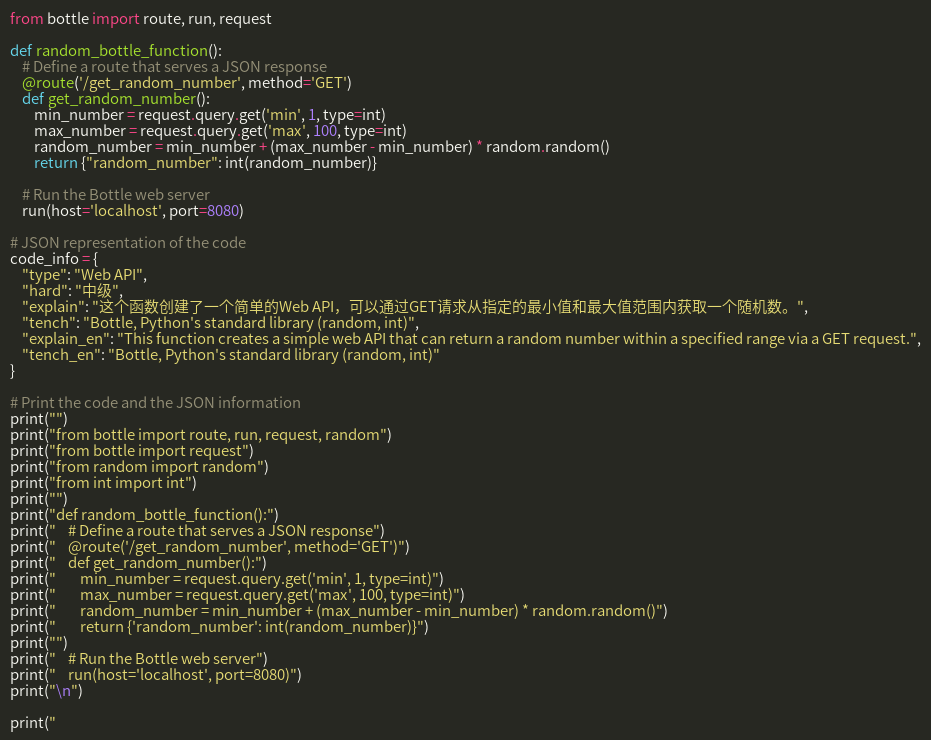 from bottle import route, run, request

def random_bottle_function():
    # Define a route that serves a JSON response
    @route('/get_random_number', method='GET')
    def get_random_number():
        min_number = request.query.get('min', 1, type=int)
        max_number = request.query.get('max', 100, type=int)
        random_number = min_number + (max_number - min_number) * random.random()
        return {"random_number": int(random_number)}

    # Run the Bottle web server
    run(host='localhost', port=8080)

# JSON representation of the code
code_info = {
    "type": "Web API",
    "hard": "中级",
    "explain": "这个函数创建了一个简单的Web API，可以通过GET请求从指定的最小值和最大值范围内获取一个随机数。",
    "tench": "Bottle, Python's standard library (random, int)",
    "explain_en": "This function creates a simple web API that can return a random number within a specified range via a GET request.",
    "tench_en": "Bottle, Python's standard library (random, int)"
}

# Print the code and the JSON information
print("")
print("from bottle import route, run, request, random")
print("from bottle import request")
print("from random import random")
print("from int import int")
print("")
print("def random_bottle_function():")
print("    # Define a route that serves a JSON response")
print("    @route('/get_random_number', method='GET')")
print("    def get_random_number():")
print("        min_number = request.query.get('min', 1, type=int)")
print("        max_number = request.query.get('max', 100, type=int)")
print("        random_number = min_number + (max_number - min_number) * random.random()")
print("        return {'random_number': int(random_number)}")
print("")
print("    # Run the Bottle web server")
print("    run(host='localhost', port=8080)")
print("\n")

print("